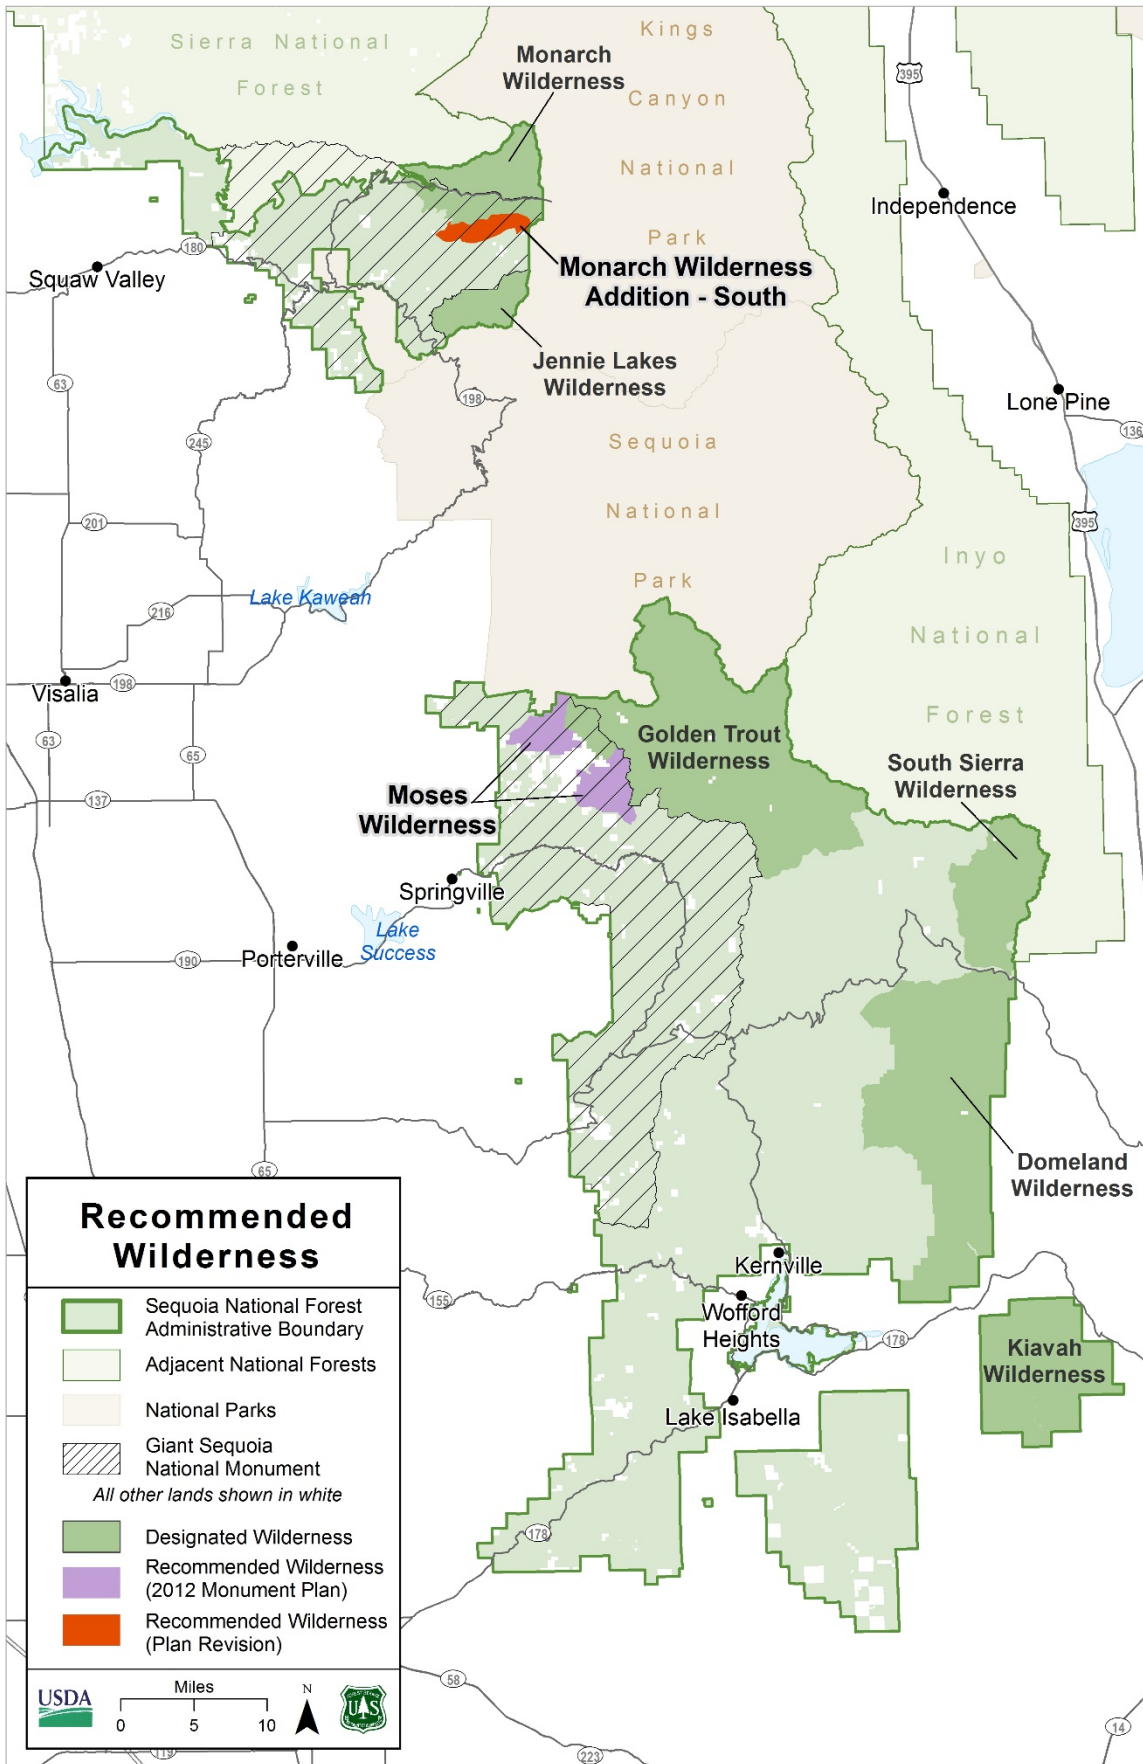 Sierra National
Forest
Monarch
Wilderness
Kings
Canyon
National
Park
395
Independence
180
Squaw Valley
Monarch Wilderness
Addition - South
Jennie Lakes
Wilderness
63
198
Lone Pine
136
245
Sequoia
National
Park
201
395
Inyo
National
Forest
Lake Kaweah
216
Visalia
198
63
65
Golden Trout
Wilderness
South Sierra
Wilderness
137
Moses
Wilderness
Springville
Lake
Success
Porterville
190
65
Domeland
Wilderness
Kernville
155
Wofford
Heights
178
Kiavah
Wilderness
Lake Isabella
178
58
14
223
119
Recommended
Wilderness
Sequoia National Forest
Administrative Boundary
Adjacent National Forests
National Parks
Giant Sequoia
National Monument
All other lands shown in white
Designated Wilderness
Recommended Wilderness
(2012 Monument Plan)
Recommended Wilderness
(Plan Revision)
USDA
Miles
0 5 10
N
FOREST SERVICE
U S